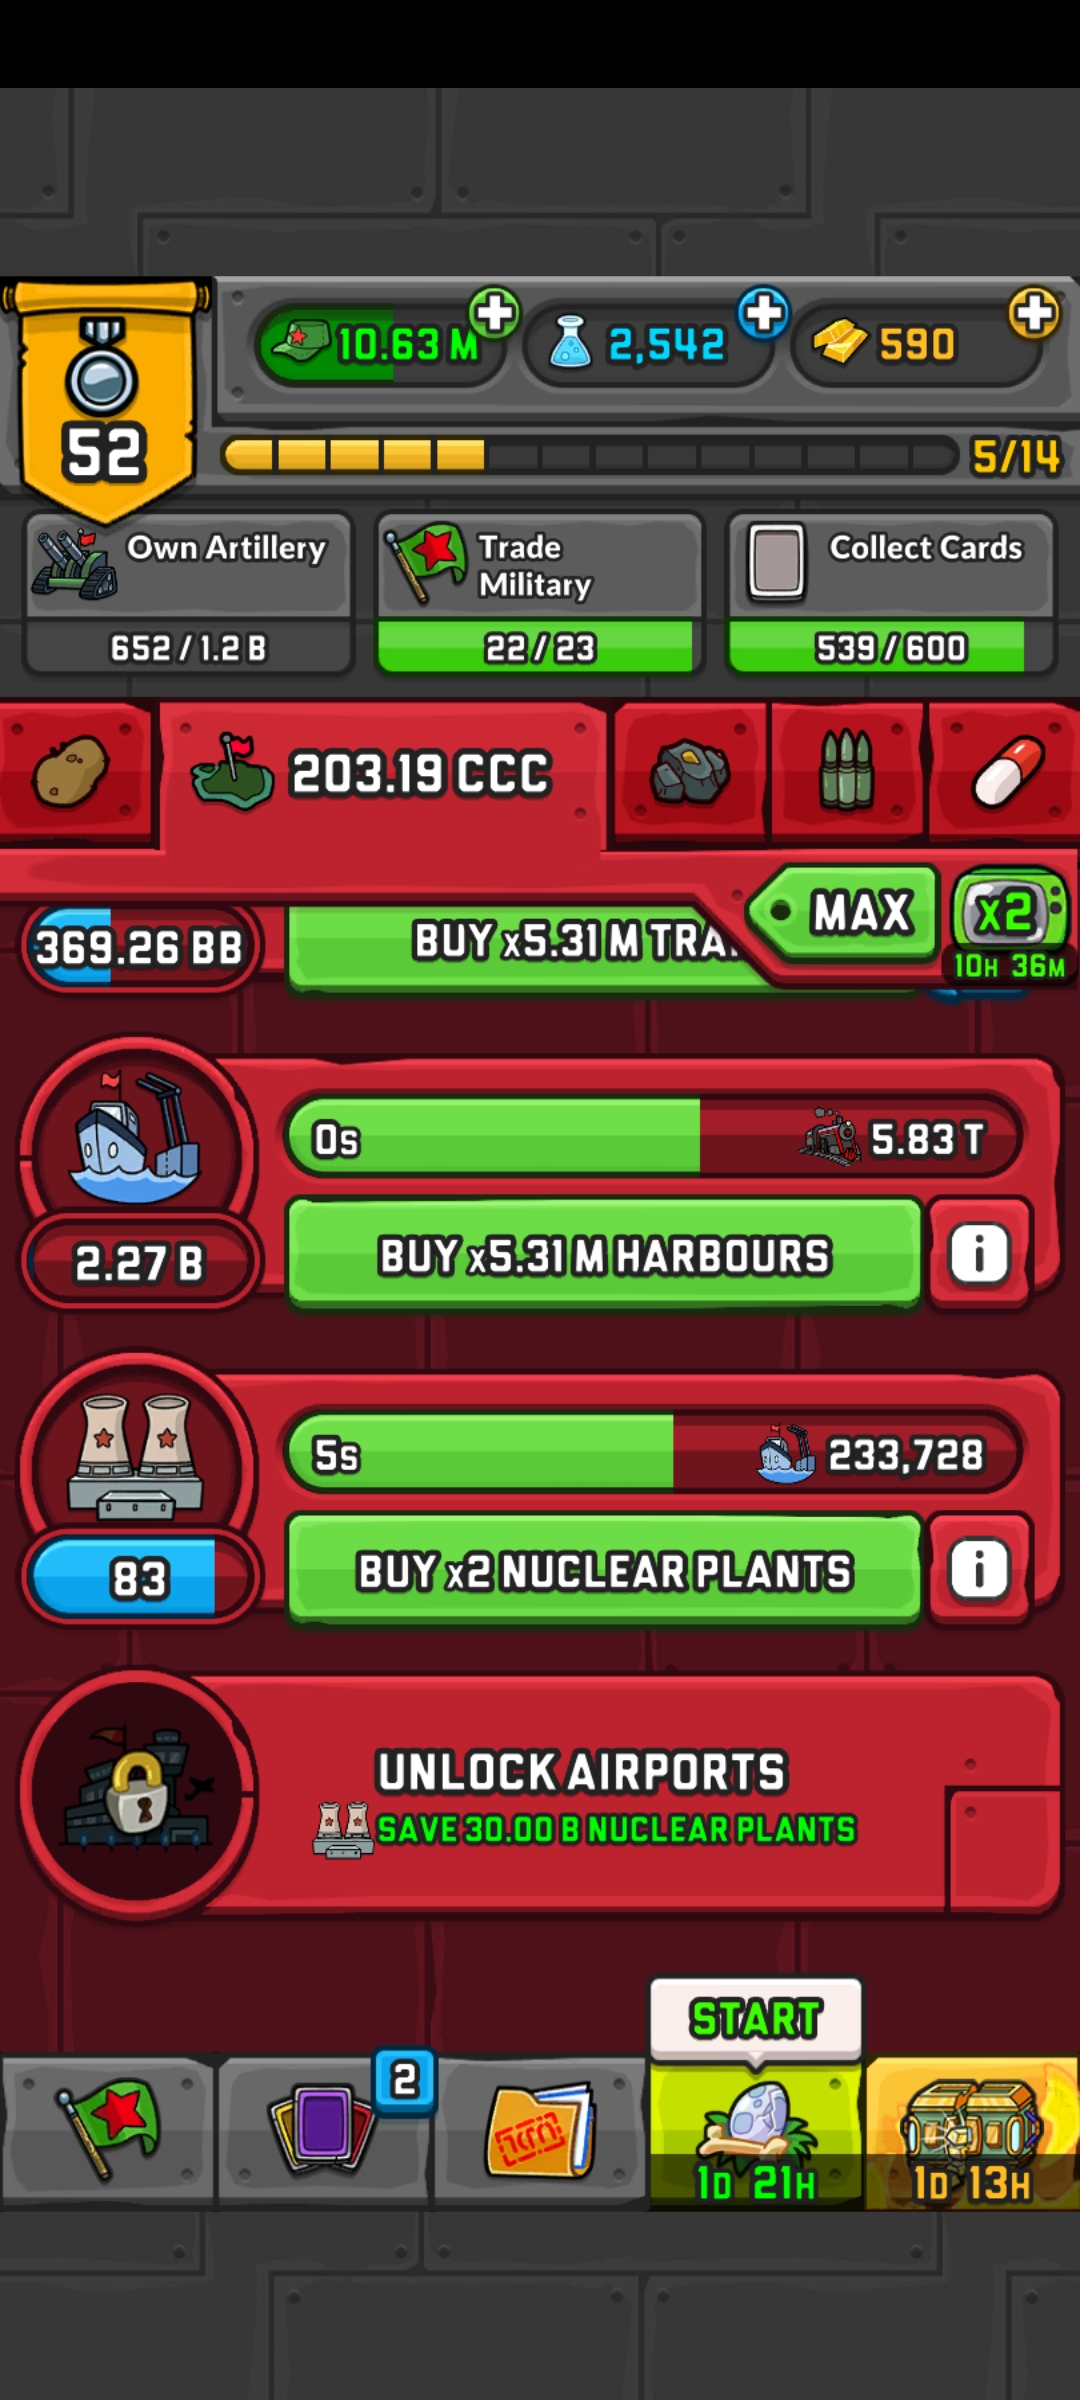 10.63 M
2,542
590
52
5/14
Own Artillery
652 / 1.2 B
Trade
Military
22 / 23
Collect Cards
539 / 600
203.19 CCC
MAX
x2
10H 36M
369.26 BB
BUY x5.31 M
0s
5.83 T
2.27 B
BUY x5.31 M HARBOURS
i
5s
233,728
83
BUY x2 NUCLEAR PLANTS
i
UNLOCK AIRPORTS
SAVE 30.00 B NUCLEAR PLANTS
START
2
1D 21H
1D 13H